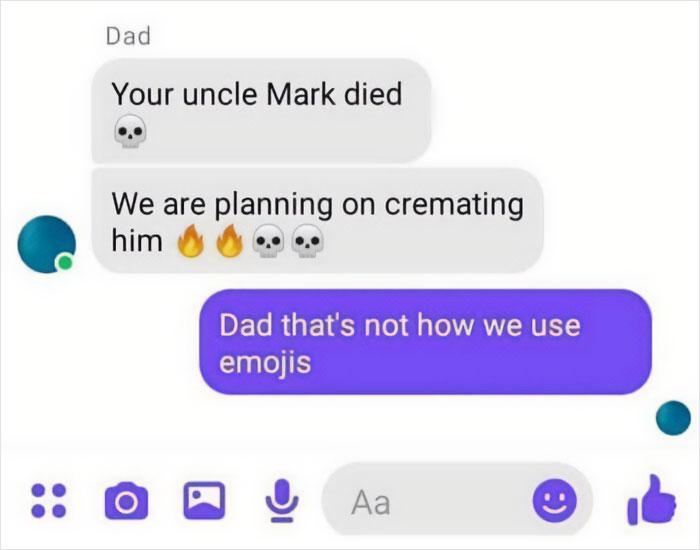 Dad
Your uncle Mark died
💀
We are planning on cremating
him 🔥🔥💀💀
Dad that's not how we use
emojis
Aa